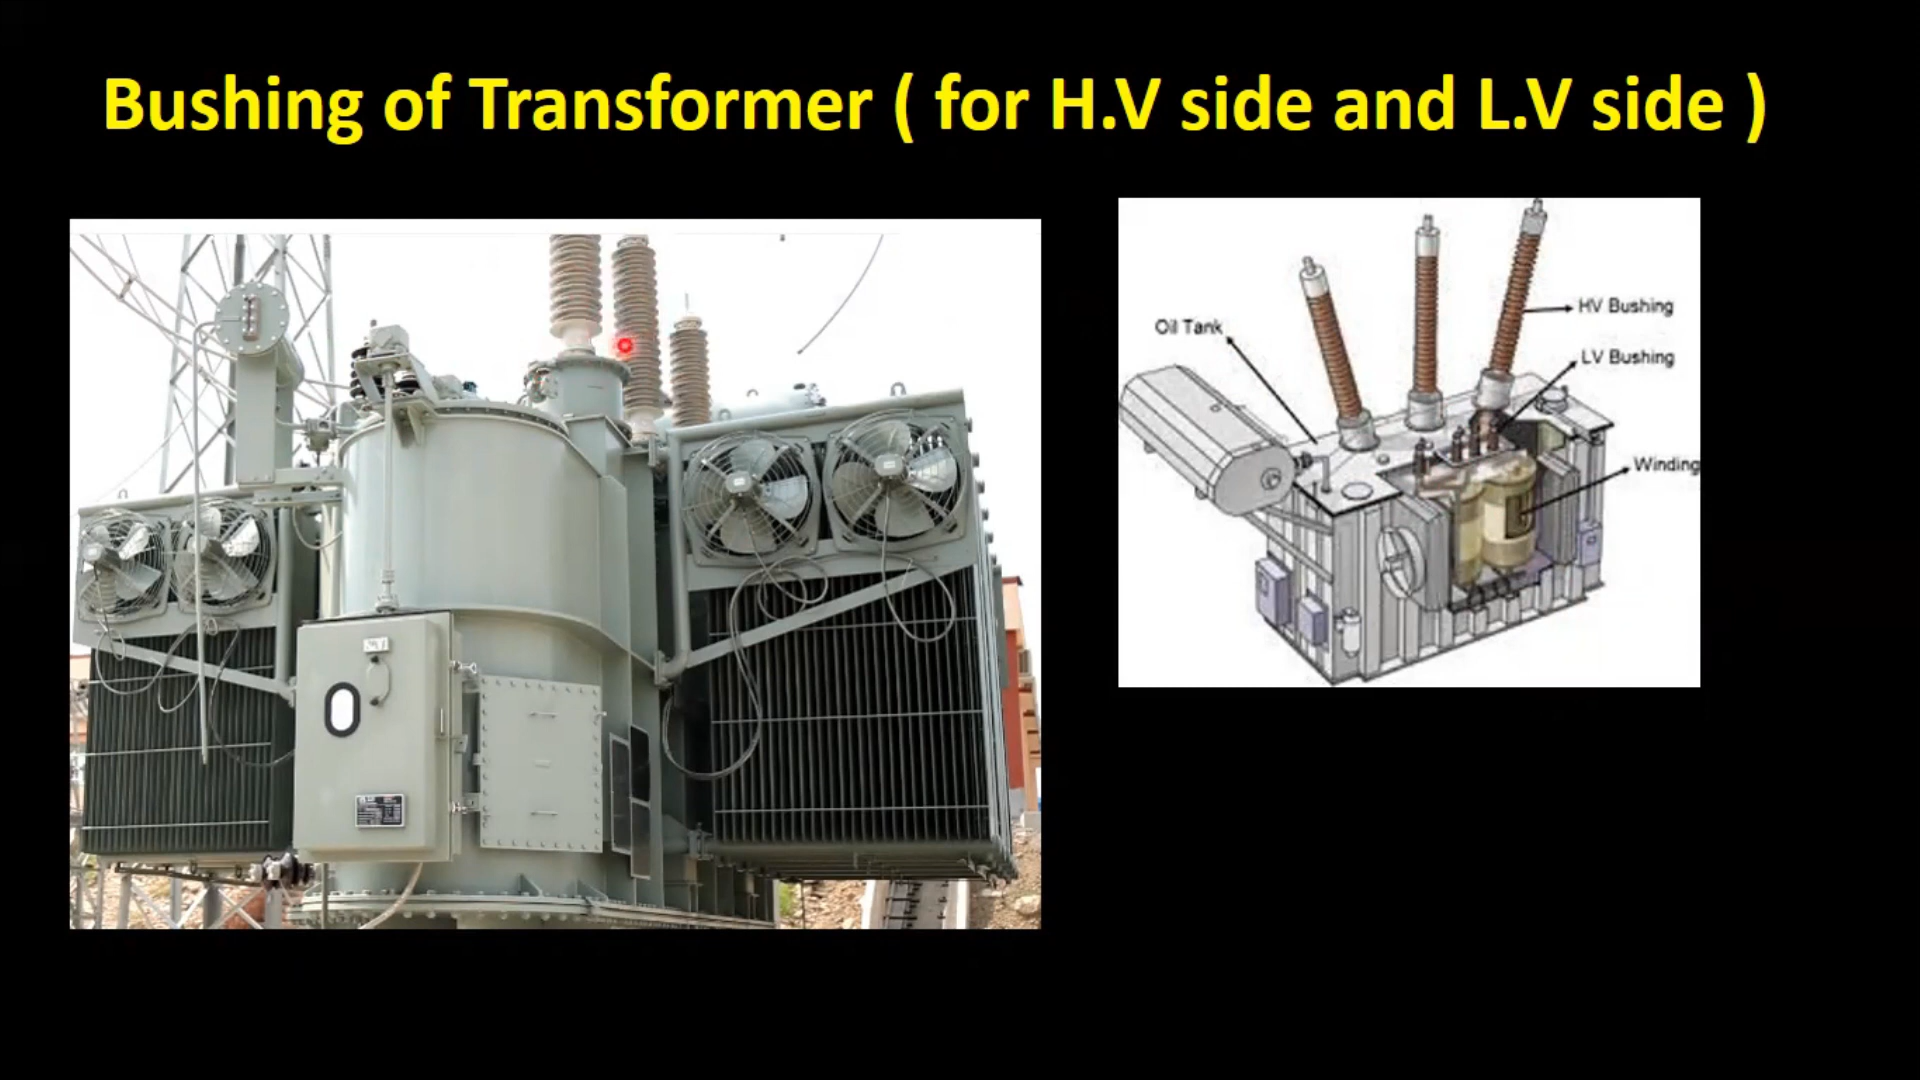 Bushing of Transformer ( for H.V side and L.V side )
HV Bushing
Oil Tank
LV Bushing
Winding